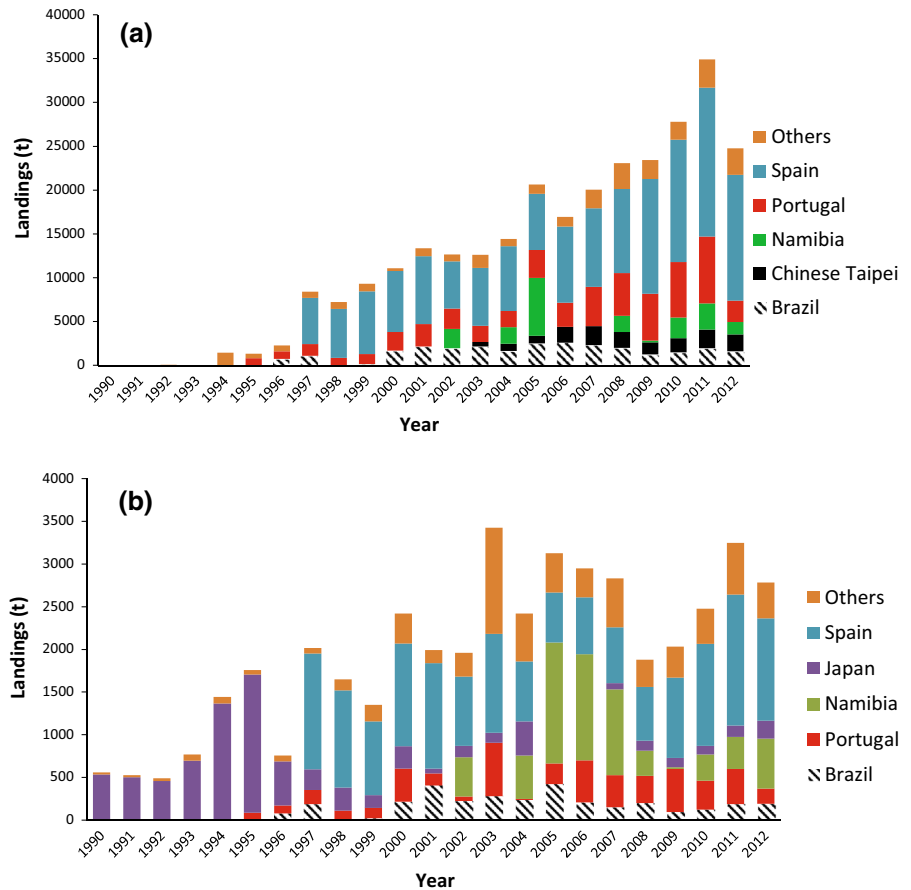 (a)
Landings (t)
40000
35000
30000
25000
20000
15000
10000
5000
0
1990 1991 1992 1993 1994 1995 1996 1997 1998 1999 2000 2001 2002 2003 2004 2005 2006 2007 2008 2009 2010 2011 2012
Year
Others
Spain
Portugal
Namibia
Chinese Taipei
Brazil
(b)
Landings (t)
4000
3500
3000
2500
2000
1500
1000
500
0
1990 1991 1992 1993 1994 1995 1996 1997 1998 1999 2000 2001 2002 2003 2004 2005 2006 2007 2008 2009 2010 2011 2012
Year
Others
Spain
Japan
Namibia
Portugal
Brazil